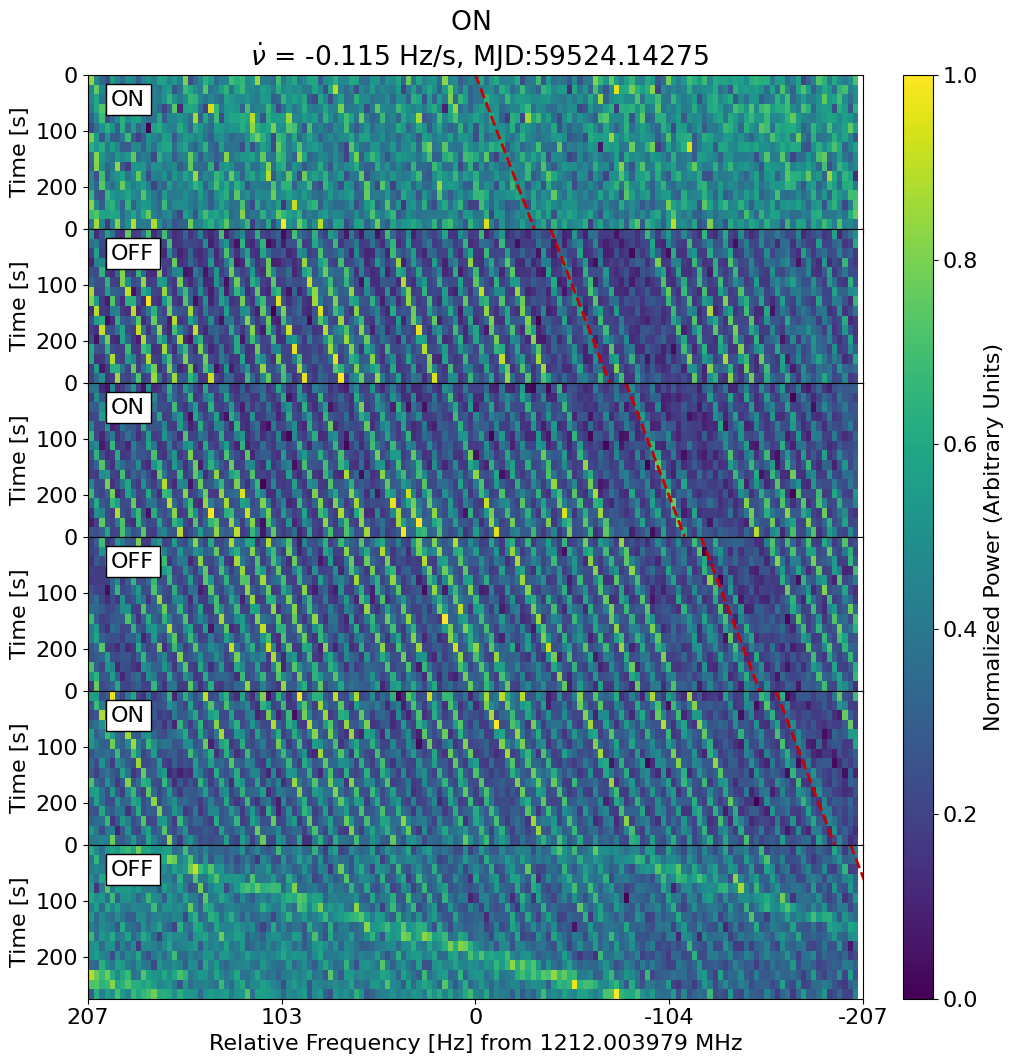 ON
ν̇ = -0.115 Hz/s, MJD:59524.14275
0
ON
100
Time [s]
200
0
OFF
100
Time [s]
200
0
ON
100
Time [s]
200
0
OFF
100
Time [s]
200
0
ON
100
Time [s]
200
0
OFF
100
Time [s]
200
207 103 0 -104 -207
Relative Frequency [Hz] from 1212.003979 MHz
1.0
0.8
0.6
0.4
0.2
0.0
Normalized Power (Arbitrary Units)